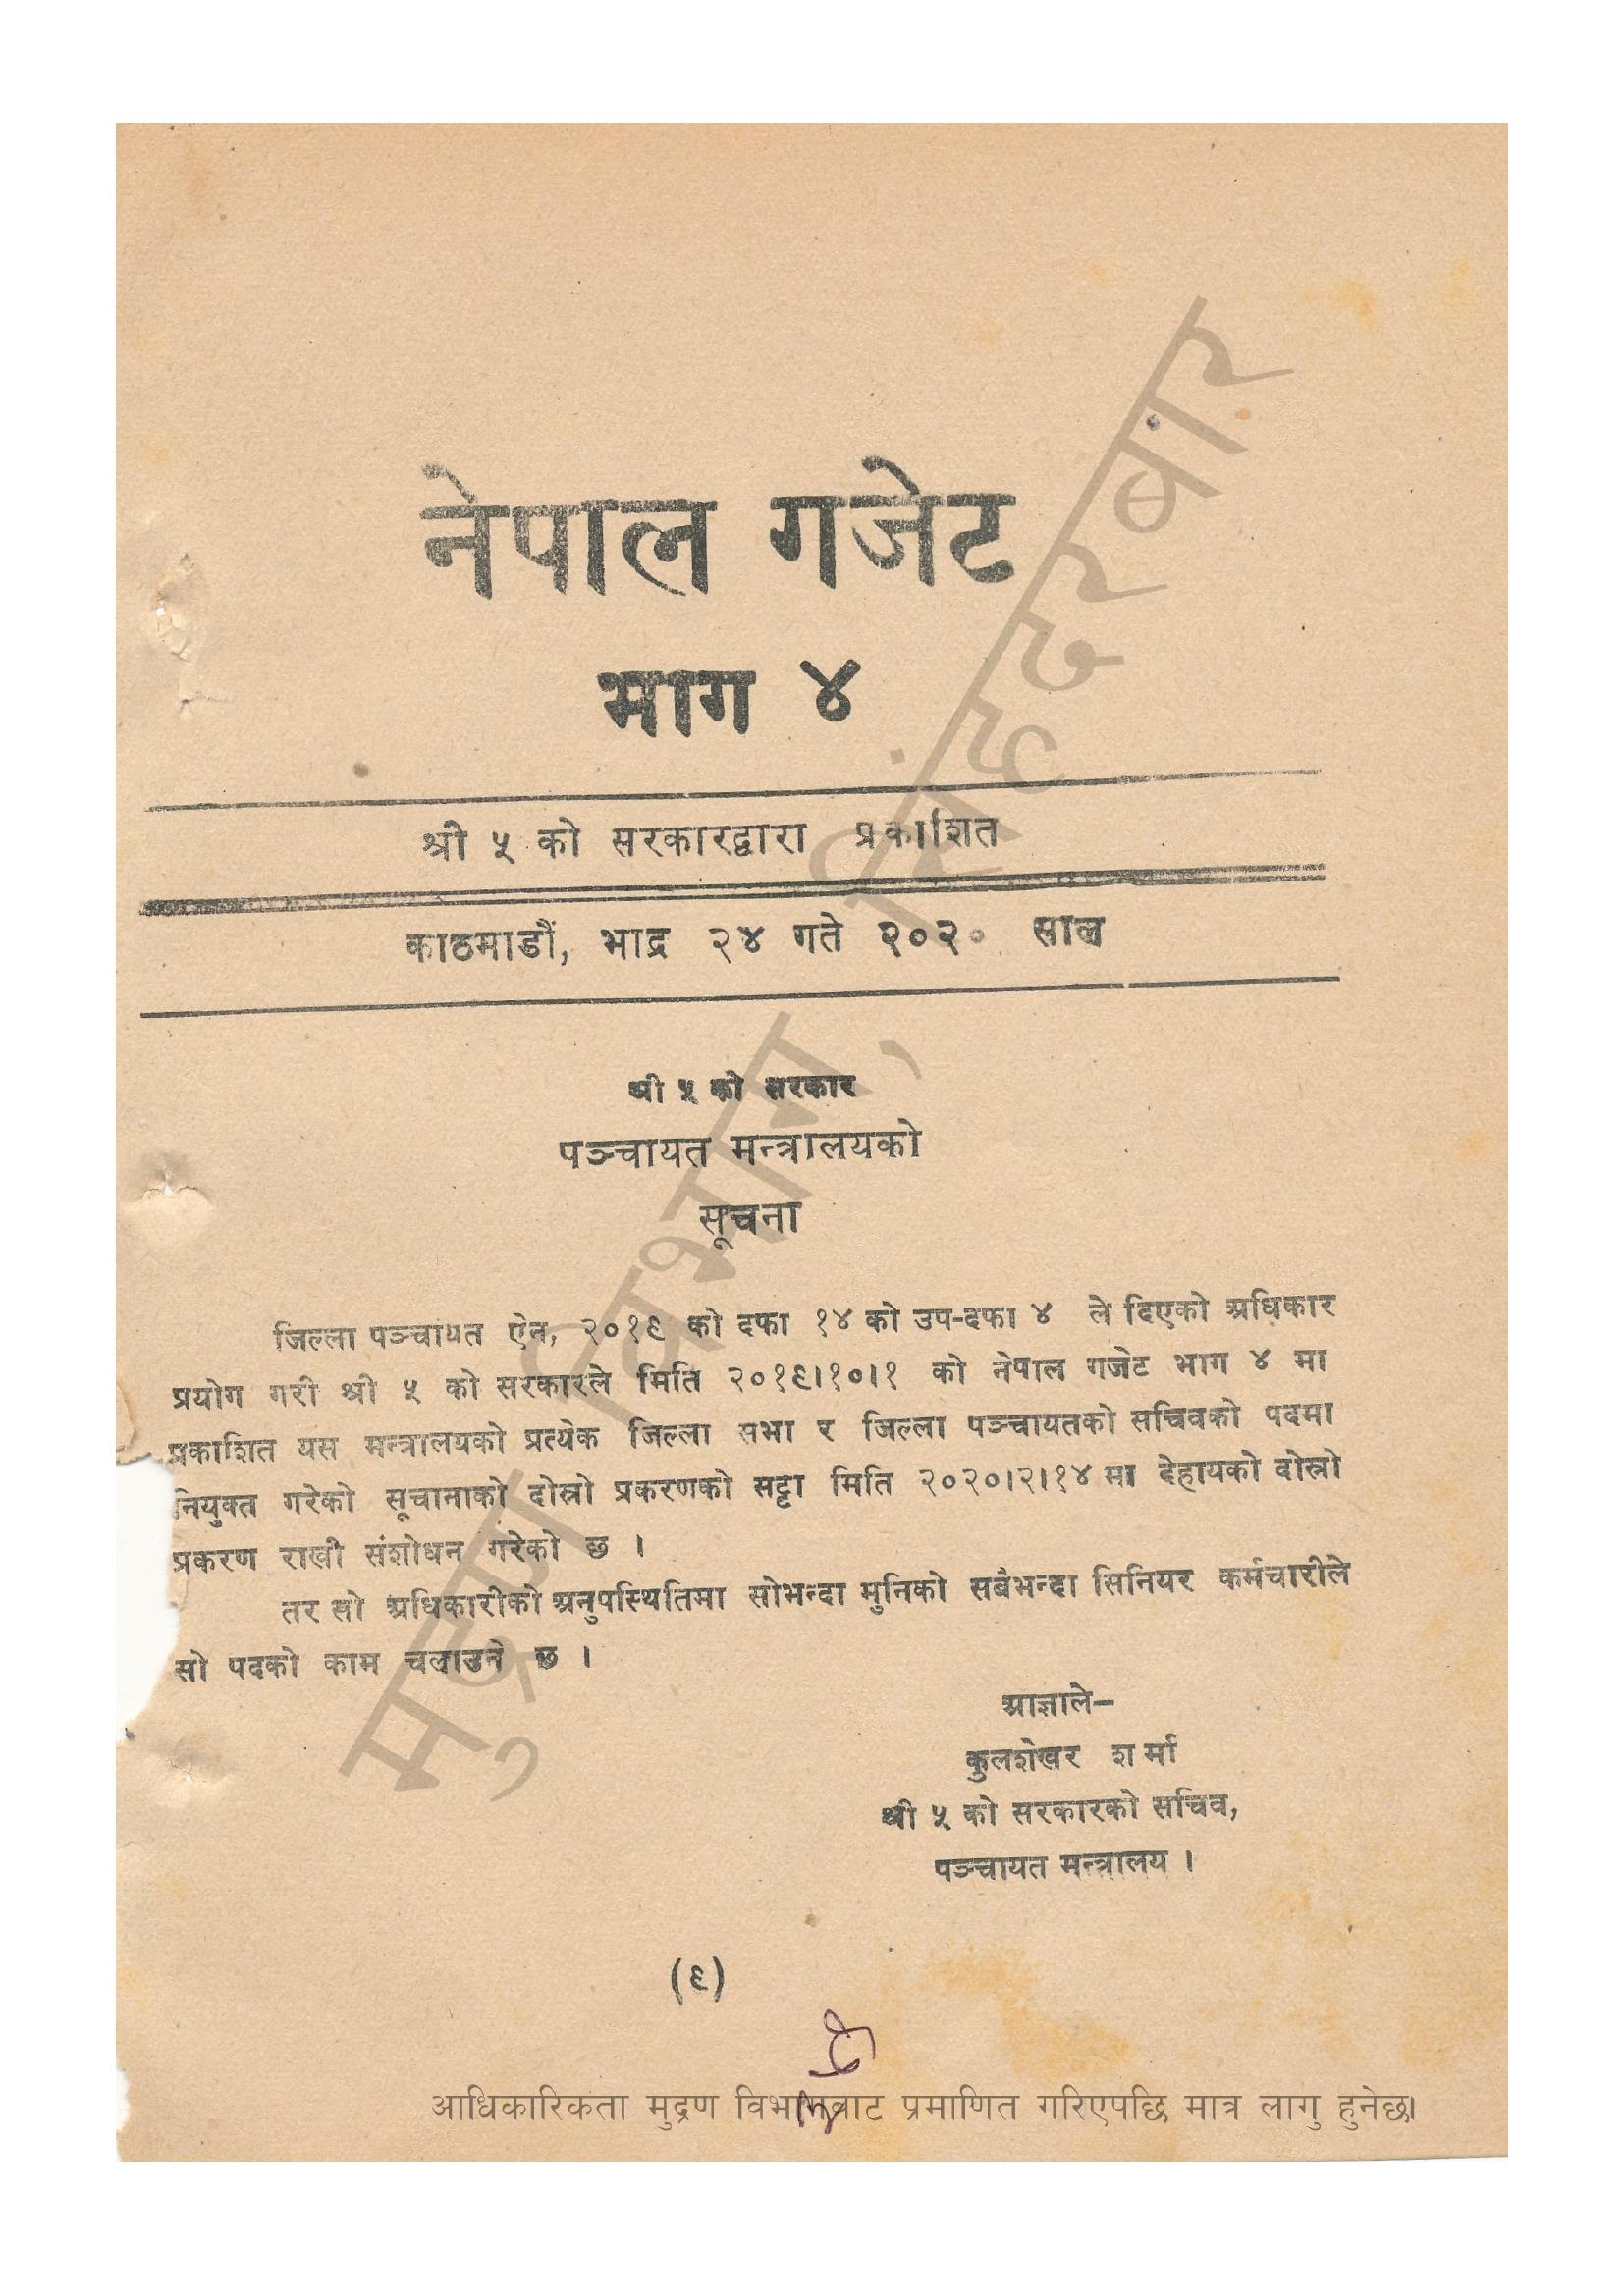 नेपाल गजेट
भाग ४
श्री ५ को सरकारद्वारा प्रकाशित
काठमाडौं, भाद्र २४ गते २०२० साल
श्री ५ को सरकार
पञ्चायत मन्त्रालयको
सूचना
जिल्ला पञ्चायत ऐन, २०१९ को दफा १४ को उप-दफा ४ ले दिएको अधिकार
प्रयोग गरी श्री ५ को सरकारले मिति २०१९।१०।१ को नेपाल गजेट भाग ४ मा
प्रकाशित यस मन्त्रालयको प्रत्येक जिल्ला सभा र जिल्ला पञ्चायतको सचिवको पदमा
नियुक्त गरेको सूचानाको दोस्रो प्रकरणको सट्टा मिति २०२०।२।१४ मा देहायको दोस्रो
प्रकरण राखी संशोधन गरेको छ ।
तर सो अधिकारीको अनुपस्थितिमा सोभन्दा मुनिको सबैभन्दा सिनियर कर्मचारीले
सो पदको काम चलाउने छ ।
आज्ञाले–
कुलशेखर शर्मा
श्री ५ को सरकारको सचिव,
पञ्चायत मन्त्रालय ।
(९)
मुद्रण विभाग, सिंहदरबार
आधिकारिकता मुद्रण विभागबाट प्रमाणित गरिएपछि मात्र लागु हुनेछ।